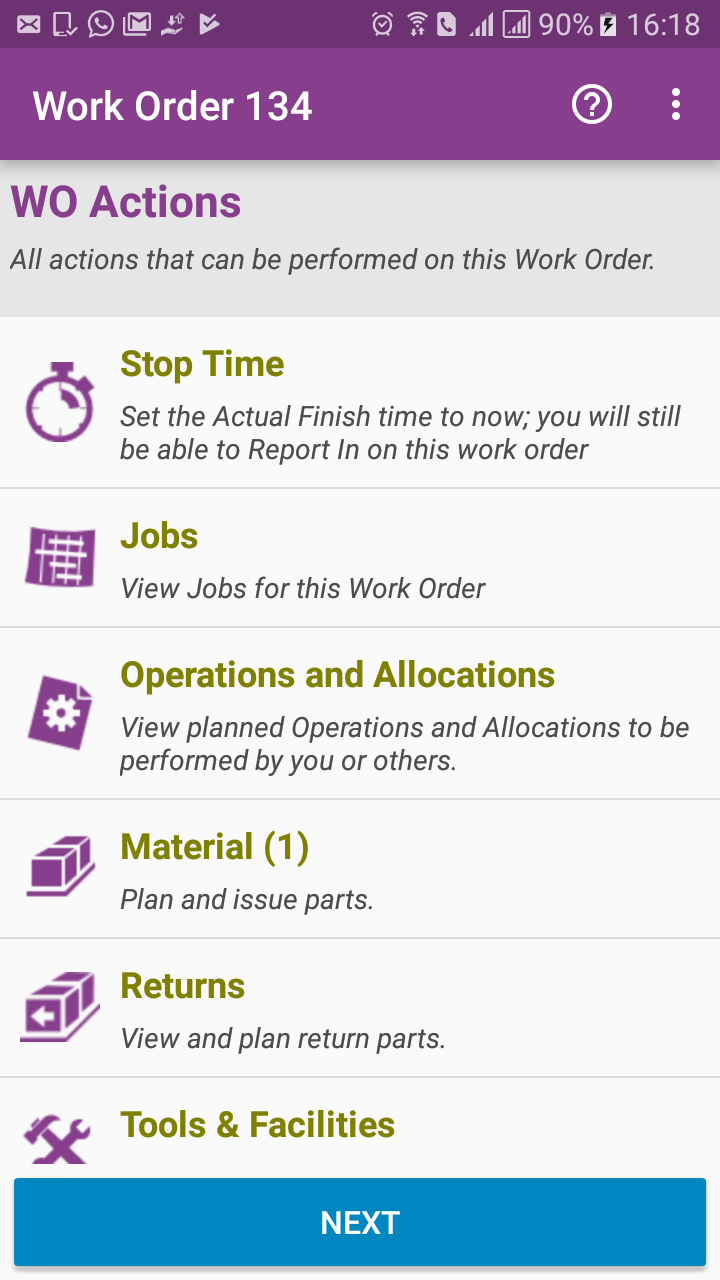 90% 16:18
Work Order 134
WO Actions
All actions that can be performed on this Work Order.
Stop Time
Set the Actual Finish time to now; you will still
be able to Report In on this work order
Jobs
View Jobs for this Work Order
Operations and Allocations
View planned Operations and Allocations to be
performed by you or others.
Material (1)
Plan and issue parts.
Returns
View and plan return parts.
Tools & Facilities
NEXT